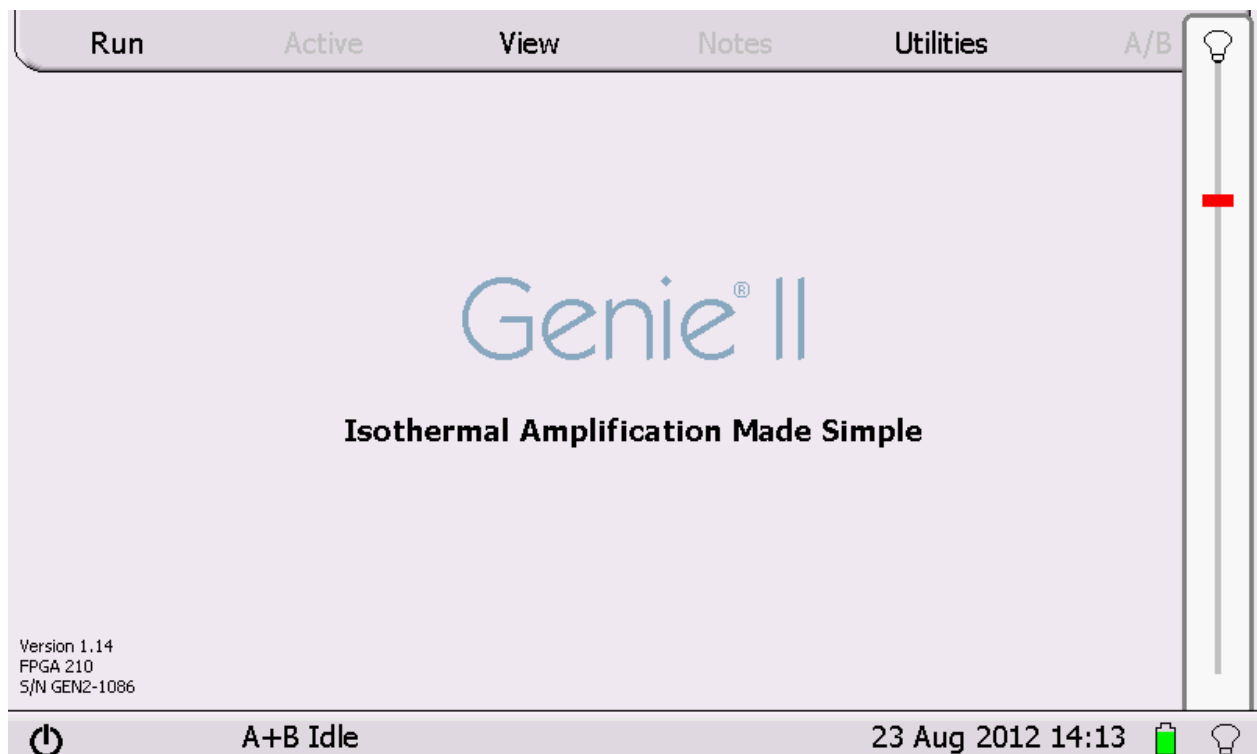 Run Active View Notes Utilities A/B
Genie® II
Isothermal Amplification Made Simple
Version 1.14
FPGA 210
S/N GEN2-1086
A+B Idle 23 Aug 2012 14:13